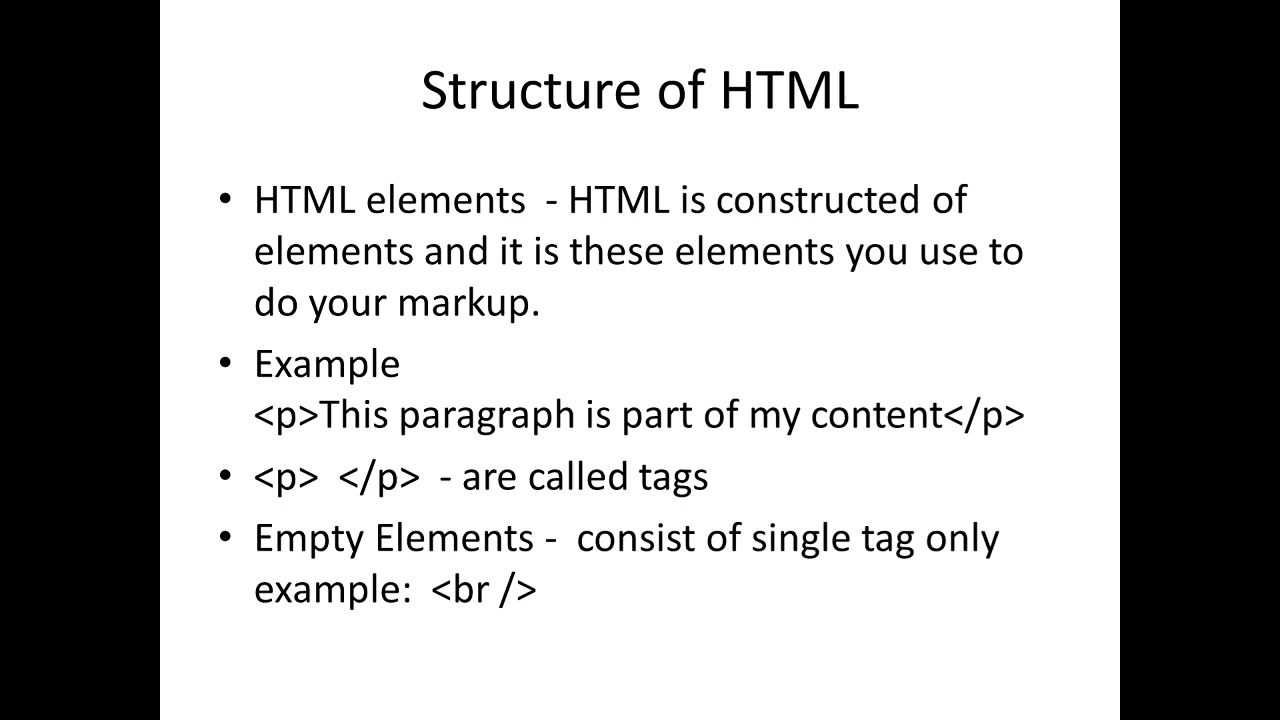 Structure of HTML
• HTML elements  - HTML is constructed of
elements and it is these elements you use to
do your markup.
• Example
<p>This paragraph is part of my content</p>
• <p>  </p>  - are called tags
• Empty Elements -  consist of single tag only
example:  <br />